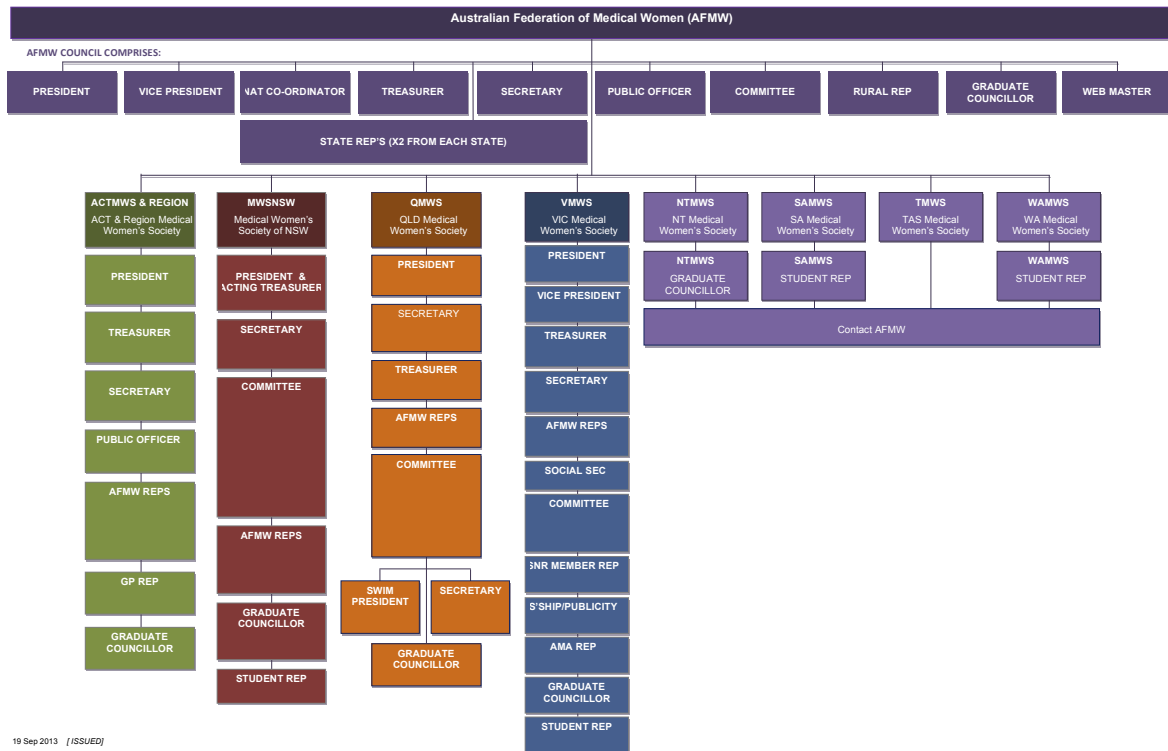 Australian Federation of Medical Women (AFMW)
AFMW COUNCIL COMPRISES:
PRESIDENT
VICE PRESIDENT
NAT CO-ORDINATOR
TREASURER
SECRETARY
PUBLIC OFFICER
COMMITTEE
RURAL REP
GRADUATE
COUNCILLOR
WEB MASTER
STATE REP'S (X2 FROM EACH STATE)
ACTMWS & REGION
ACT & Region Medical
Women's Society
PRESIDENT
TREASURER
SECRETARY
PUBLIC OFFICER
AFMW REPS
GP REP
GRADUATE
COUNCILLOR
MWSNSW
Medical Women's
Society of NSW
PRESIDENT &
ACTING TREASURER
SECRETARY
COMMITTEE
AFMW REPS
GRADUATE
COUNCILLOR
STUDENT REP
QMWS
QLD Medical
Women's Society
PRESIDENT
SECRETARY
TREASURER
AFMW REPS
COMMITTEE
SWIM
PRESIDENT
SECRETARY
GRADUATE
COUNCILLOR
VMWS
VIC Medical
Women's Society
PRESIDENT
VICE PRESIDENT
TREASURER
SECRETARY
AFMW REPS
SOCIAL SEC
COMMITTEE
SNR MEMBER REP
S'SHIP/PUBLICITY
AMA REP
GRADUATE
COUNCILLOR
STUDENT REP
NTMWS
NT Medical
Women's Society
NTMWS
GRADUATE
COUNCILLOR
SAMWS
SA Medical
Women's Society
SAMWS
STUDENT REP
TMWS
TAS Medical
Women's Society
WAMWS
WA Medical
Women's Society
WAMWS
STUDENT REP
Contact AFMW
19 Sep 2013 [ ISSUED]